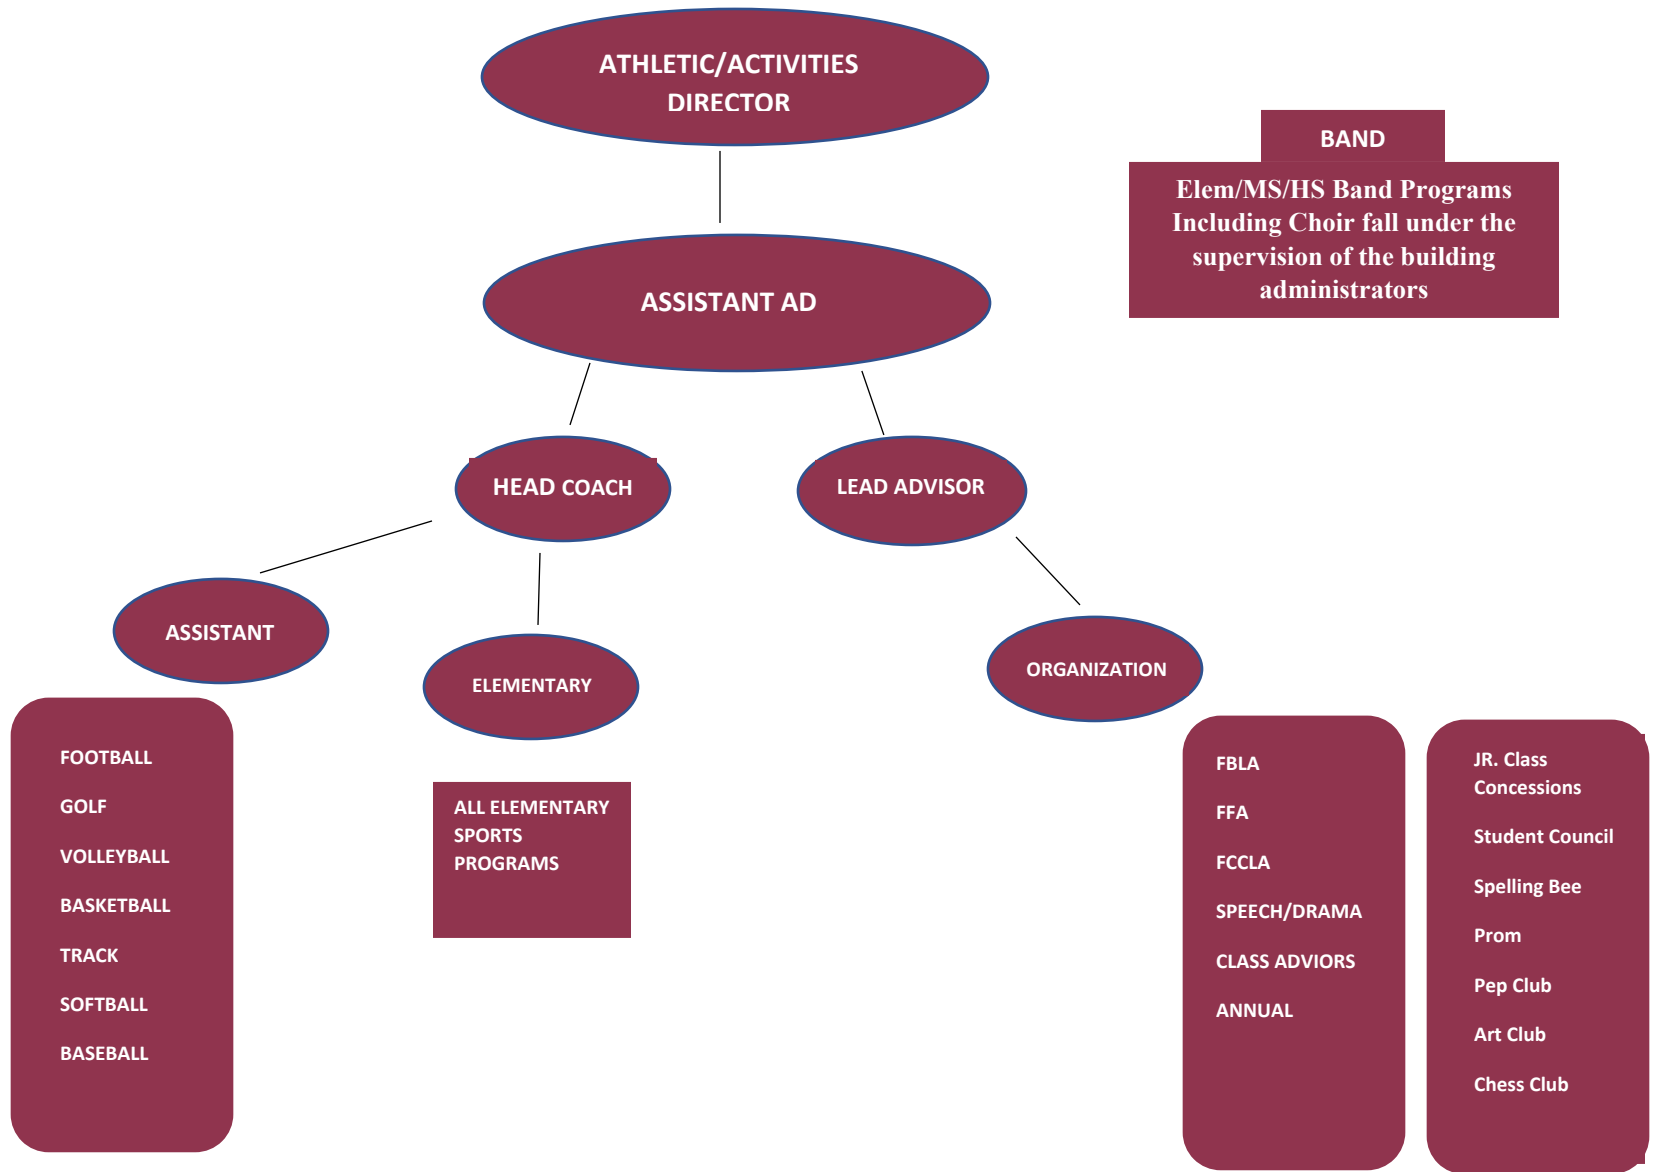 ATHLETIC/ACTIVITIES
DIRECTOR
BAND
Elem/MS/HS Band Programs
Including Choir fall under the
supervision of the building
administrators
ASSISTANT AD
HEAD COACH
LEAD ADVISOR
ASSISTANT
ELEMENTARY
ORGANIZATION
FOOTBALL
GOLF
VOLLEYBALL
BASKETBALL
TRACK
SOFTBALL
BASEBALL
ALL ELEMENTARY
SPORTS
PROGRAMS
FBLA
FFA
FCCLA
SPEECH/DRAMA
CLASS ADVIORS
ANNUAL
JR. Class
Concessions
Student Council
Spelling Bee
Prom
Pep Club
Art Club
Chess Club